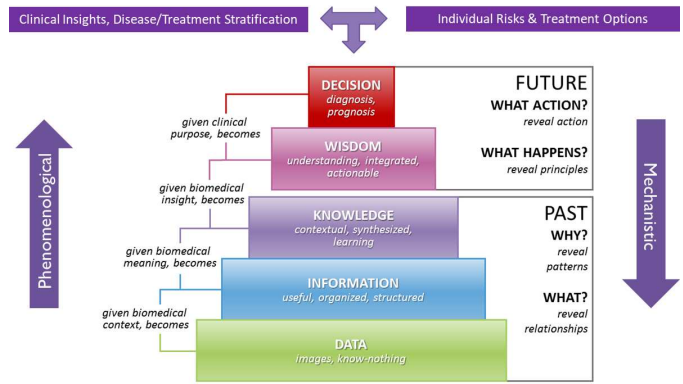 Clinical Insights, Disease/Treatment Stratification
Individual Risks & Treatment Options
DECISION
diagnosis,
prognosis
FUTURE
WHAT ACTION?
reveal action
given clinical
purpose, becomes
WISDOM
understanding, integrated,
actionable
WHAT HAPPENS?
reveal principles
given biomedical
insight, becomes
KNOWLEDGE
contextual, synthesized,
learning
PAST
WHY?
reveal
patterns
given biomedical
meaning, becomes
INFORMATION
useful, organized, structured
WHAT?
reveal
relationships
given biomedical
context, becomes
DATA
images, know-nothing
Phenomenological
Mechanistic